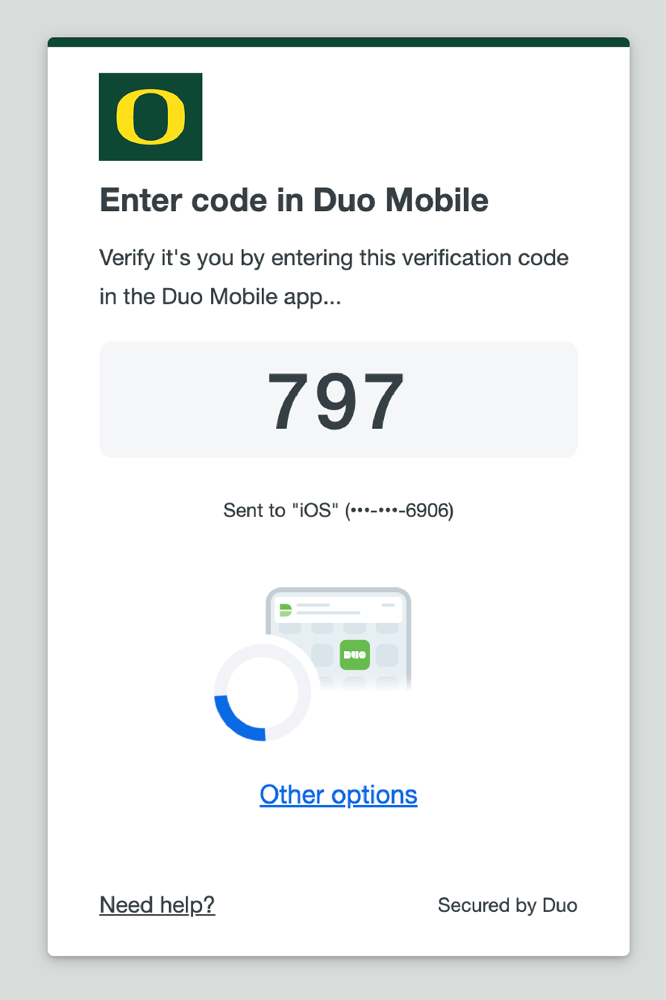 O
Enter code in Duo Mobile
Verify it's you by entering this verification code
in the Duo Mobile app...
797
Sent to "iOS" (•••-•••-6906)
DUO
Other options
Need help?
Secured by Duo